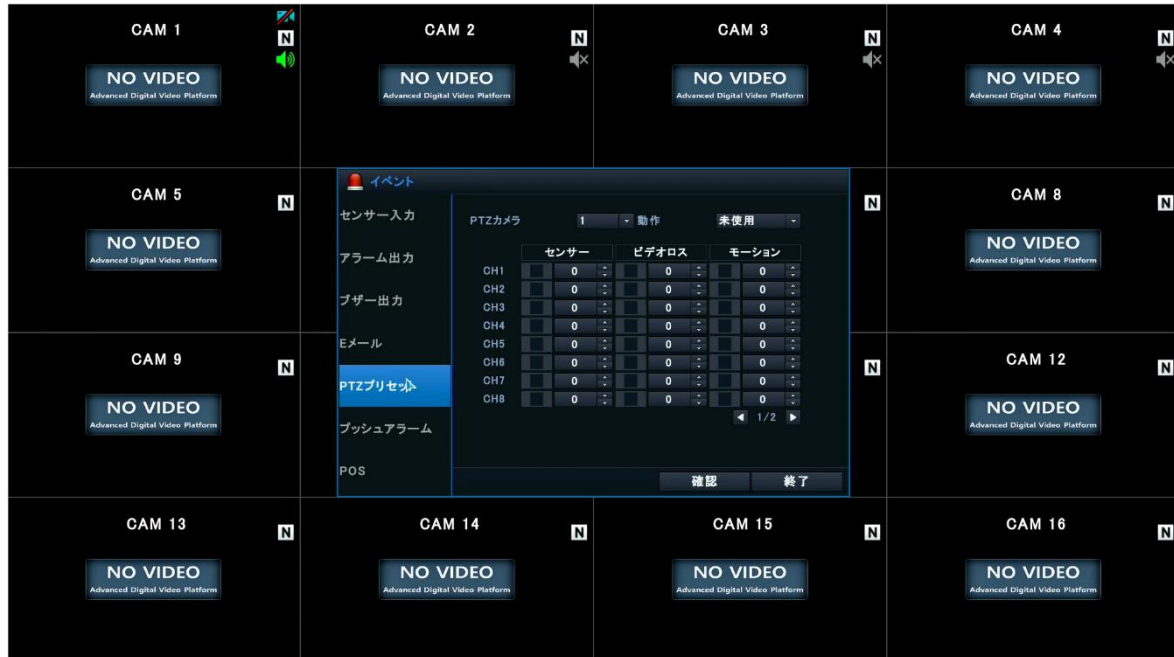 CAM 1
N
NO VIDEO
Advanced Digital Video Platform
CAM 2
N
NO VIDEO
Advanced Digital Video Platform
CAM 3
N
NO VIDEO
Advanced Digital Video Platform
CAM 4
N
NO VIDEO
Advanced Digital Video Platform
CAM 5
N
NO VIDEO
Advanced Digital Video Platform
イベント
センサー入力
アラーム出力
ブザー出力
Eメール
PTZプリセット
プッシュアラーム
POS
PTZカメラ 1 動作 未使用
センサー ビデオロス モーション
CH1 0 0 0
CH2 0 0 0
CH3 0 0 0
CH4 0 0 0
CH5 0 0 0
CH6 0 0 0
CH7 0 0 0
CH8 0 0 0
1/2
確認 終了
N
CAM 8
N
NO VIDEO
Advanced Digital Video Platform
CAM 9
N
NO VIDEO
Advanced Digital Video Platform
N
CAM 12
N
NO VIDEO
Advanced Digital Video Platform
CAM 13
N
NO VIDEO
Advanced Digital Video Platform
CAM 14
N
NO VIDEO
Advanced Digital Video Platform
CAM 15
N
NO VIDEO
Advanced Digital Video Platform
CAM 16
N
NO VIDEO
Advanced Digital Video Platform